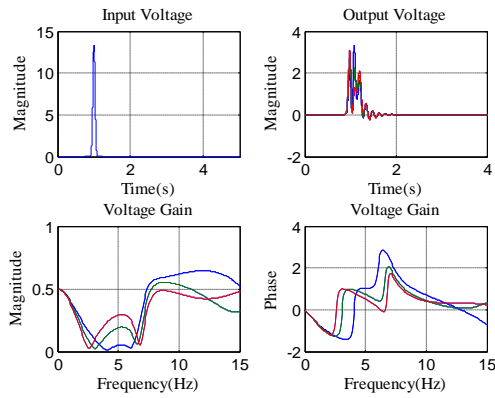 Input Voltage
Output Voltage
Magnitude
15
10
5
0
0
2
4
Time(s)
Magnitude
4
2
0
-2
0
2
4
Time(s)
Voltage Gain
Voltage Gain
Magnitude
1
0.5
0
0
5
10
15
Frequency(Hz)
Phase
4
2
0
-2
0
5
10
15
Frequency(Hz)